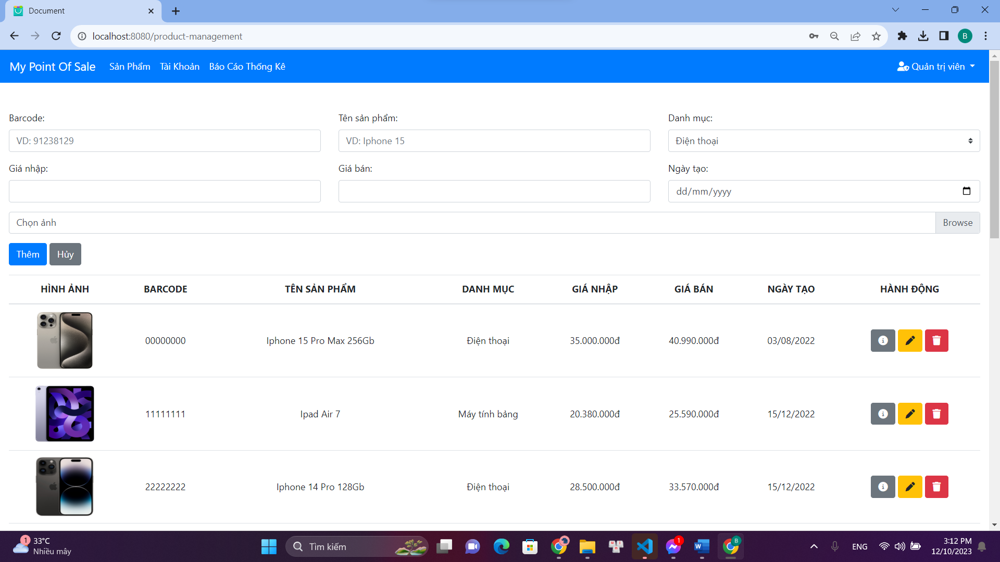 Document
localhost:8080/product-management
B
My Point Of Sale Sản Phẩm Tài Khoản Báo Cáo Thống Kê Quản trị viên
Barcode: Tên sản phẩm: Danh mục:
VD: 91238129 VD: Iphone 15 Điện thoại
Giá nhập: Giá bán: Ngày tạo:
dd/mm/yyyy
Chọn ảnh Browse
Thêm Hủy
HÌNH ẢNH BARCODE TÊN SẢN PHẨM DANH MỤC GIÁ NHẬP GIÁ BÁN NGÀY TẠO HÀNH ĐỘNG
00000000 Iphone 15 Pro Max 256Gb Điện thoại 35.000.000đ 40.990.000đ 03/08/2022
11111111 Ipad Air 7 Máy tính bảng 20.380.000đ 25.590.000đ 15/12/2022
22222222 Iphone 14 Pro 128Gb Điện thoại 28.500.000đ 33.570.000đ 15/12/2022
1 33°C
Nhiều mây
Tìm kiếm
1
W
B
ENG
3:12 PM
12/10/2023